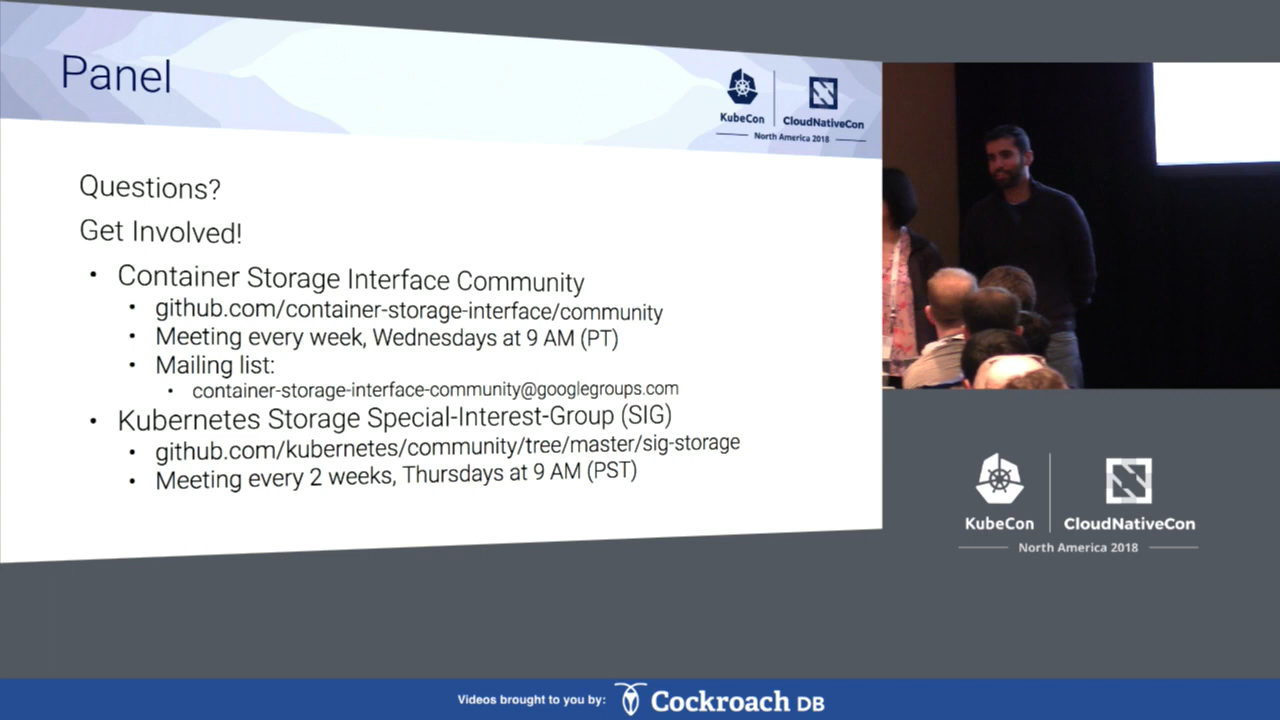 Panel
KubeCon
CloudNativeCon
North America 2018
Questions?
Get Involved!
• Container Storage Interface Community
• github.com/container-storage-interface/community
• Meeting every week, Wednesdays at 9 AM (PT)
• Mailing list:
• container-storage-interface-community@googlegroups.com
• Kubernetes Storage Special-Interest-Group (SIG)
• github.com/kubernetes/community/tree/master/sig-storage
• Meeting every 2 weeks, Thursdays at 9 AM (PST)
KubeCon
CloudNativeCon
North America 2018
Videos brought to you by: Cockroach DB